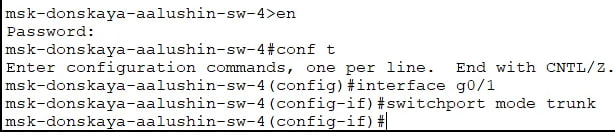 msk-donskaya-aalushin-sw-4>en
Password:
msk-donskaya-aalushin-sw-4#conf t
Enter configuration commands, one per line.  End with CNTL/Z.
msk-donskaya-aalushin-sw-4(config)#interface g0/1
msk-donskaya-aalushin-sw-4(config-if)#switchport mode trunk
msk-donskaya-aalushin-sw-4(config-if)#